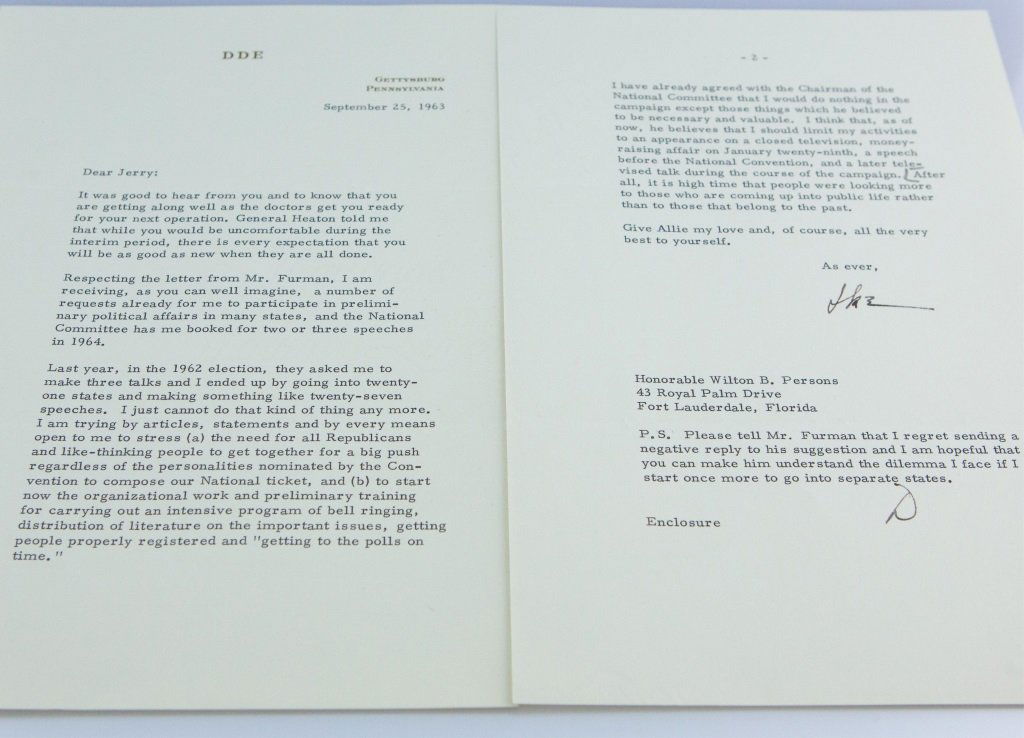 DDE
GETTYSBURG
PENNSYLVANIA
September 25, 1963
Dear Jerry:
It was good to hear from you and to know that you
are getting along well as the doctors get you ready
for your next operation. General Heaton told me
that while you would be uncomfortable during the
interim period, there is every expectation that you
will be as good as new when they are all done.
Respecting the letter from Mr. Furman, I am
receiving, as you can well imagine, a number of
requests already for me to participate in prelimi-
nary political affairs in many states, and the National
Committee has me booked for two or three speeches
in 1964.
Last year, in the 1962 election, they asked me to
make three talks and I ended up by going into twenty-
one states and making something like twenty-seven
speeches. I just cannot do that kind of thing any more.
I am trying by articles, statements and by every means
open to me to stress (a) the need for all Republicans
and like-thinking people to get together for a big push
regardless of the personalities nominated by the Con-
vention to compose our National ticket, and (b) to start
now the organizational work and preliminary training
for carrying out an intensive program of bell ringing,
distribution of literature on the important issues, getting
people properly registered and "getting to the polls on
time."
- 2 -
I have already agreed with the Chairman of the
National Committee that I would do nothing in the
campaign except those things which he believed
to be necessary and valuable. I think that, as of
now, he believes that I should limit my activities
to an appearance on a closed television, money-
raising affair on January twenty-ninth, a speech
before the National Convention, and a later tele-
vised talk during the course of the campaign. After
all, it is high time that people were looking more
to those who are coming up into public life rather
than to those that belong to the past.
Give Allie my love and, of course, all the very
best to yourself.
As ever,
Ike
Honorable Wilton B. Persons
43 Royal Palm Drive
Fort Lauderdale, Florida
P.S. Please tell Mr. Furman that I regret sending a
negative reply to his suggestion and I am hopeful that
you can make him understand the dilemma I face if I
start once more to go into separate states.
D
Enclosure